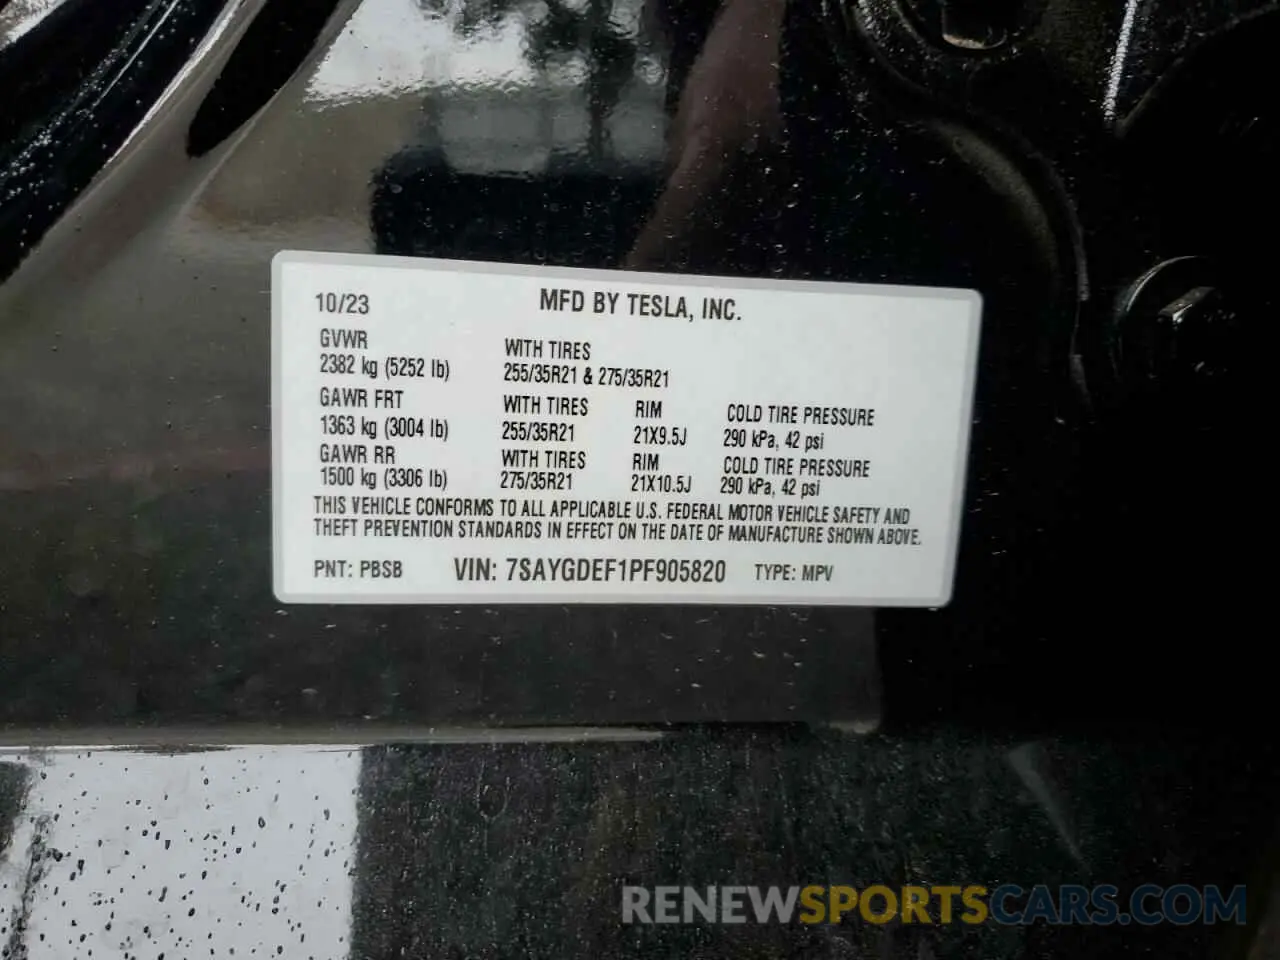 10/23 MFD BY TESLA, INC.
GVWR WITH TIRES
2382 kg (5252 lb) 255/35R21 & 275/35R21
GAWR FRT WITH TIRES RIM COLD TIRE PRESSURE
1363 kg (3004 lb) 255/35R21 21X9.5J 290 kPa, 42 psi
GAWR RR WITH TIRES RIM COLD TIRE PRESSURE
1500 kg (3306 lb) 275/35R21 21X10.5J 290 kPa, 42 psi
THIS VEHICLE CONFORMS TO ALL APPLICABLE U.S. FEDERAL MOTOR VEHICLE SAFETY AND
THEFT PREVENTION STANDARDS IN EFFECT ON THE DATE OF MANUFACTURE SHOWN ABOVE.
PNT: PBSB VIN: 7SAYGDEF1PF905820 TYPE: MPV
RENEWSPORTSCARS.COM